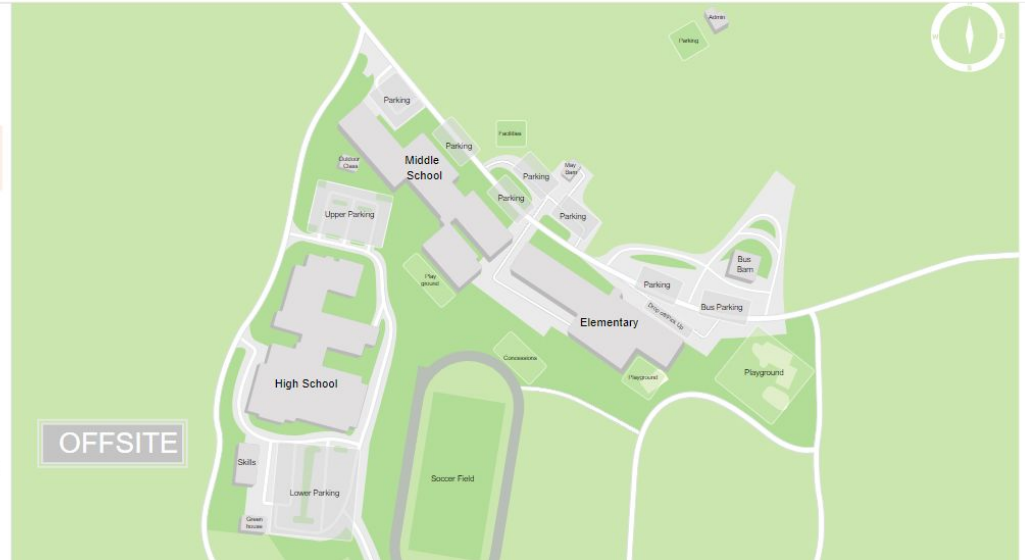 Admin
Parking
S
Parking
Facilities
Parking
Middle
School
Outdoor
Class
May
Barn
Parking
Parking
Parking
Upper Parking
Bus
Barn
Play
ground
Parking
Bus Parking
Drop off/Pick Up
Elementary
Concessions
Playground
Playground
High School
OFFSITE
Skills
Soccer Field
Lower Parking
Green
house